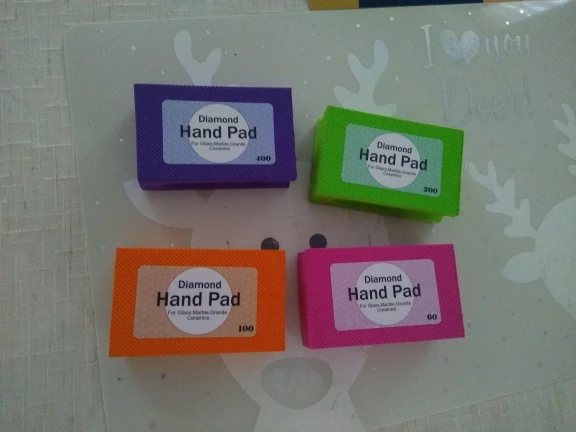 I you
Deer!
Diamond
Hand Pad
For Glass,Marble,Granite
Ceramics
400
Diamond
Hand Pad
For Glass,Marble,Granite
Ceramics
200
Diamond
Hand Pad
For Glass,Marble,Granite
Ceramics
100
Diamond
Hand Pad
For Glass,Marble,Granite
Ceramics
60